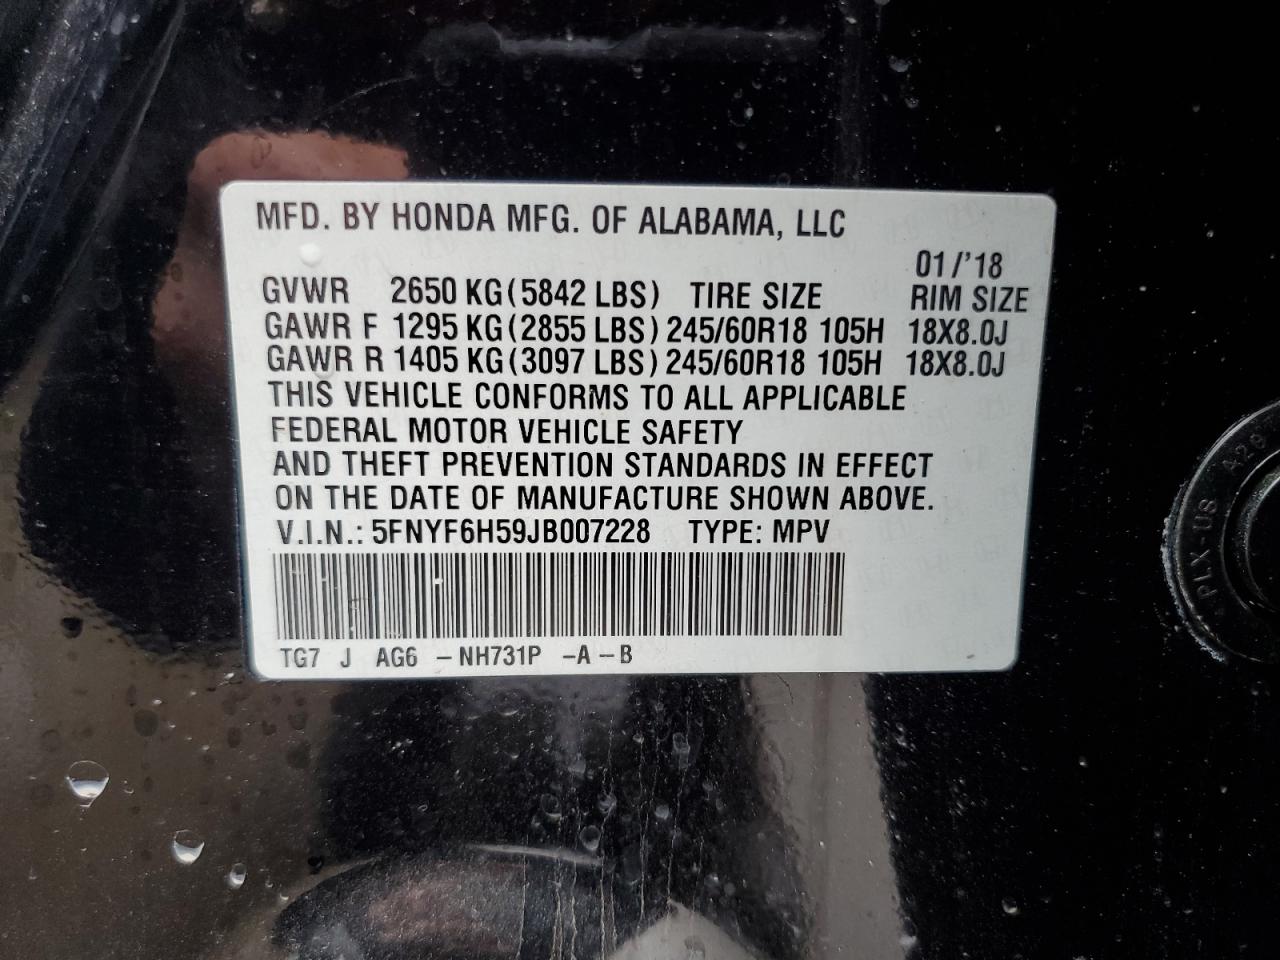 MFD. BY HONDA MFG. OF ALABAMA, LLC
01/'18
GVWR 2650 KG(5842 LBS) TIRE SIZE RIM SIZE
GAWR F 1295 KG(2855 LBS) 245/60R18 105H 18X8.0J
GAWR R 1405 KG(3097 LBS) 245/60R18 105H 18X8.0J
THIS VEHICLE CONFORMS TO ALL APPLICABLE
FEDERAL MOTOR VEHICLE SAFETY
AND THEFT PREVENTION STANDARDS IN EFFECT
ON THE DATE OF MANUFACTURE SHOWN ABOVE.
V.I.N.: 5FNYF6H59JB007228 TYPE: MPV
TG7 J AG6 -NH731P -A-B
PLX-US A29